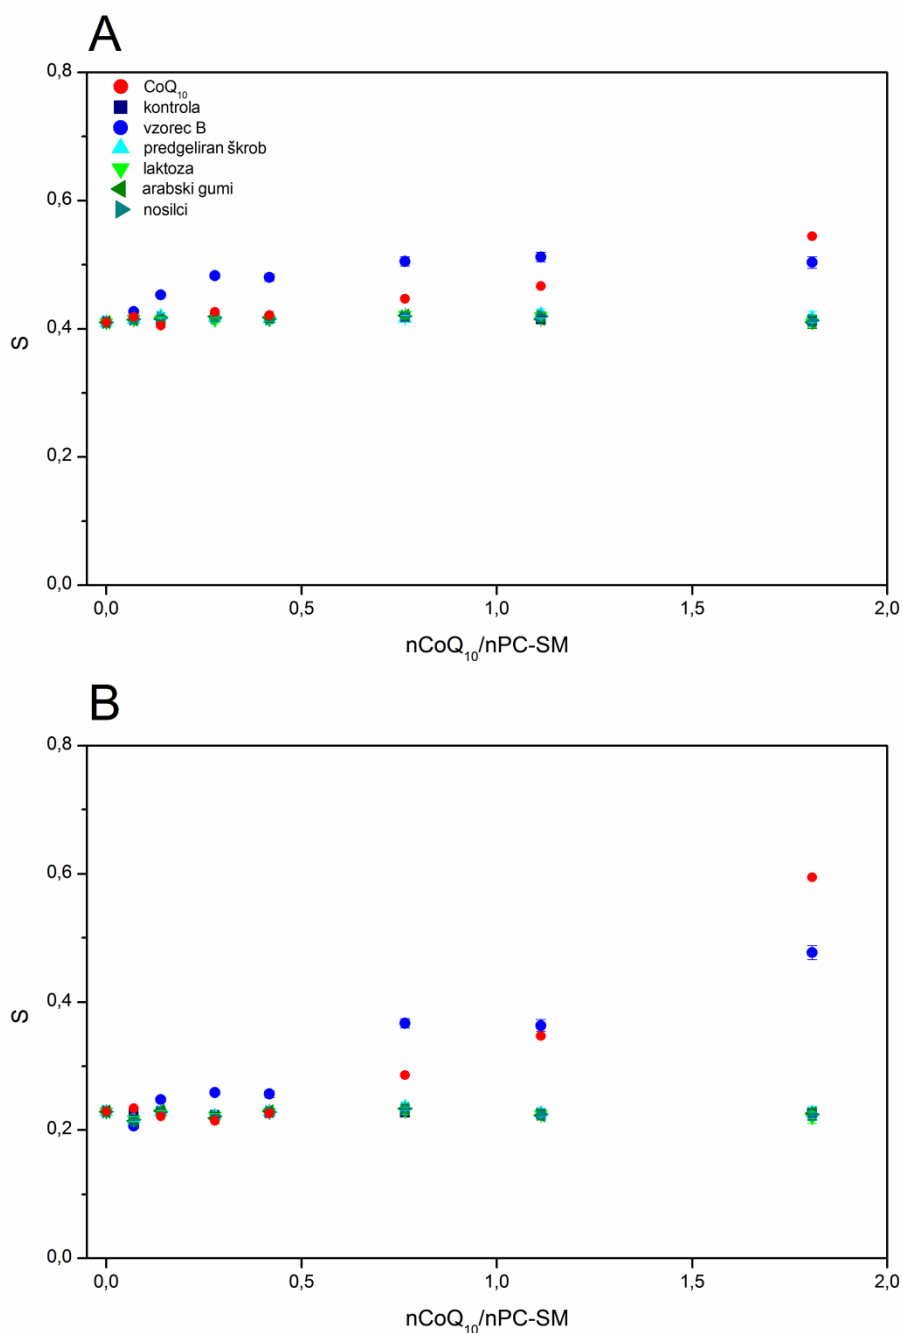 A
0,8
CoQ₁₀
kontrola
vzorec B
predgeliran škrob
laktoza
arabski gumi
nosilci
0,6
0,4
0,2
0,0
S
0,0 0,5 1,0 1,5 2,0
nCoQ₁₀/nPC-SM
B
0,8
0,6
0,4
0,2
0,0
S
0,0 0,5 1,0 1,5 2,0
nCoQ₁₀/nPC-SM